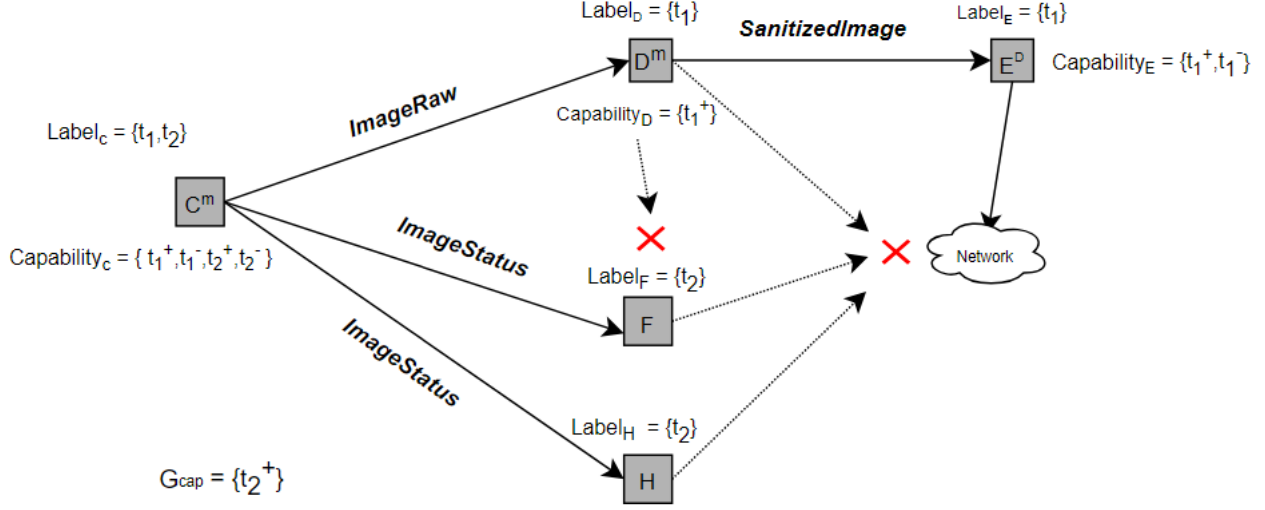 Label_D = {t₁}
Label_E = {t₁}
SanitizedImage
D^m
E^D
Capability_E = {t₁⁺,t₁⁻}
ImageRaw
Capability_D = {t₁⁺}
Label_c = {t₁,t₂}
C^m
ImageStatus
Capability_c = { t₁⁺,t₁⁻,t₂⁺,t₂⁻ }
Network
Label_F = {t₂}
F
ImageStatus
Label_H = {t₂}
G_cap = {t₂⁺}
H